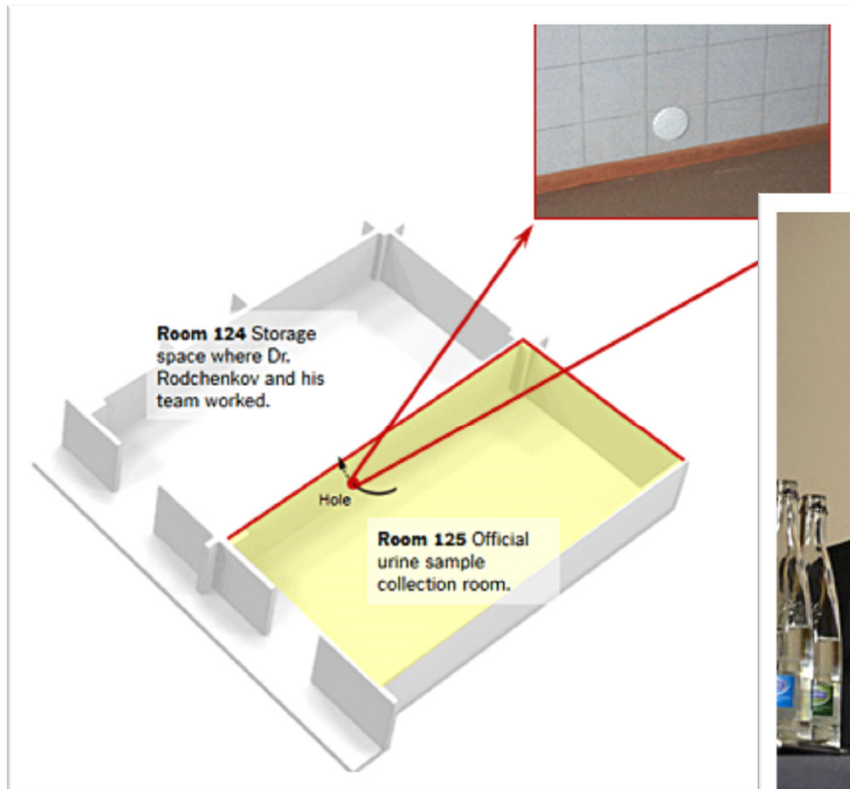 Room 124 Storage
space where Dr.
Rodchenkov and his
team worked.
Hole
Room 125 Official
urine sample
collection room.